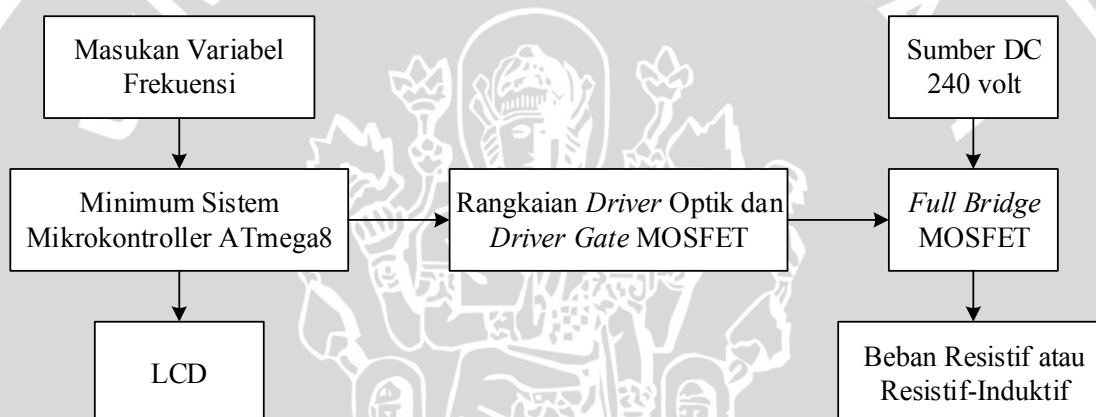 Masukan Variabel
Frekuensi
Sumber DC
240 volt
Minimum Sistem
Mikrokontroller ATmega8
Rangkaian Driver Optik dan
Driver Gate MOSFET
Full Bridge
MOSFET
LCD
Beban Resistif atau
Resistif-Induktif